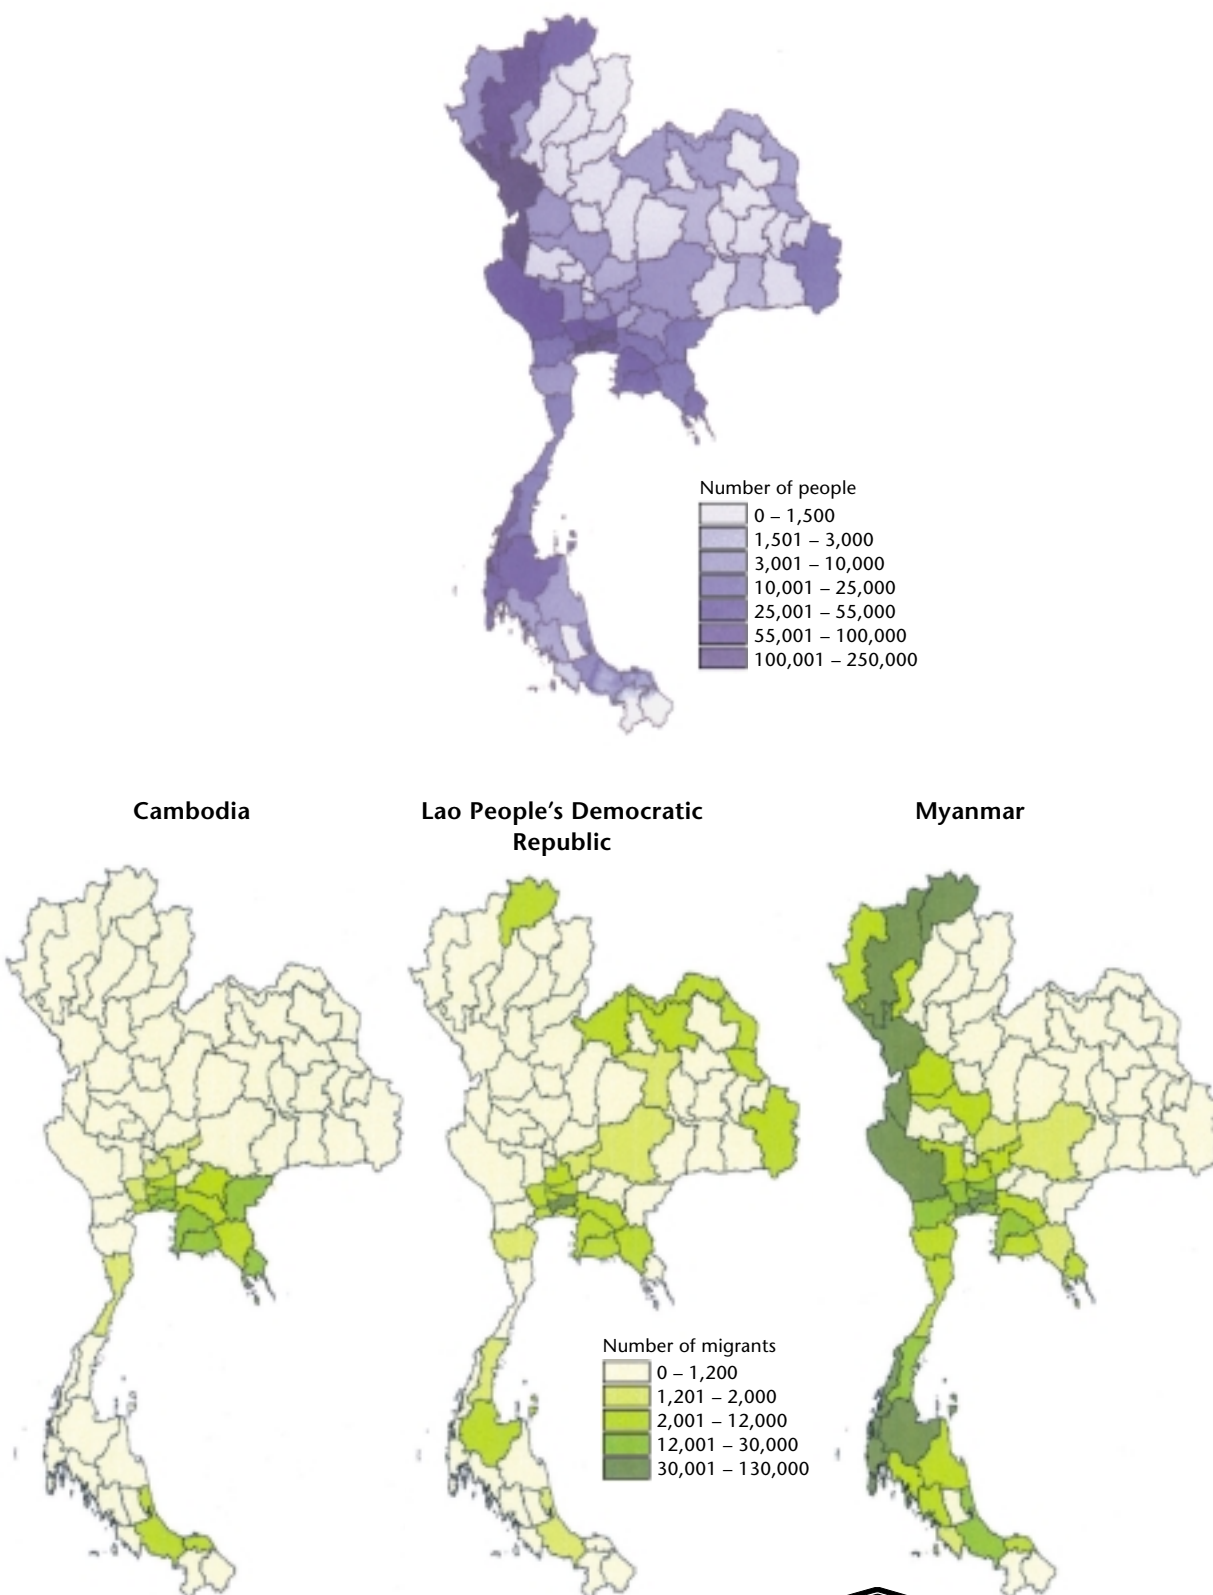 Number of people
0 – 1,500
1,501 – 3,000
3,001 – 10,000
10,001 – 25,000
25,001 – 55,000
55,001 – 100,000
100,001 – 250,000
Cambodia
Lao People’s Democratic
Republic
Myanmar
Number of migrants
0 – 1,200
1,201 – 2,000
2,001 – 12,000
12,001 – 30,000
30,001 – 130,000